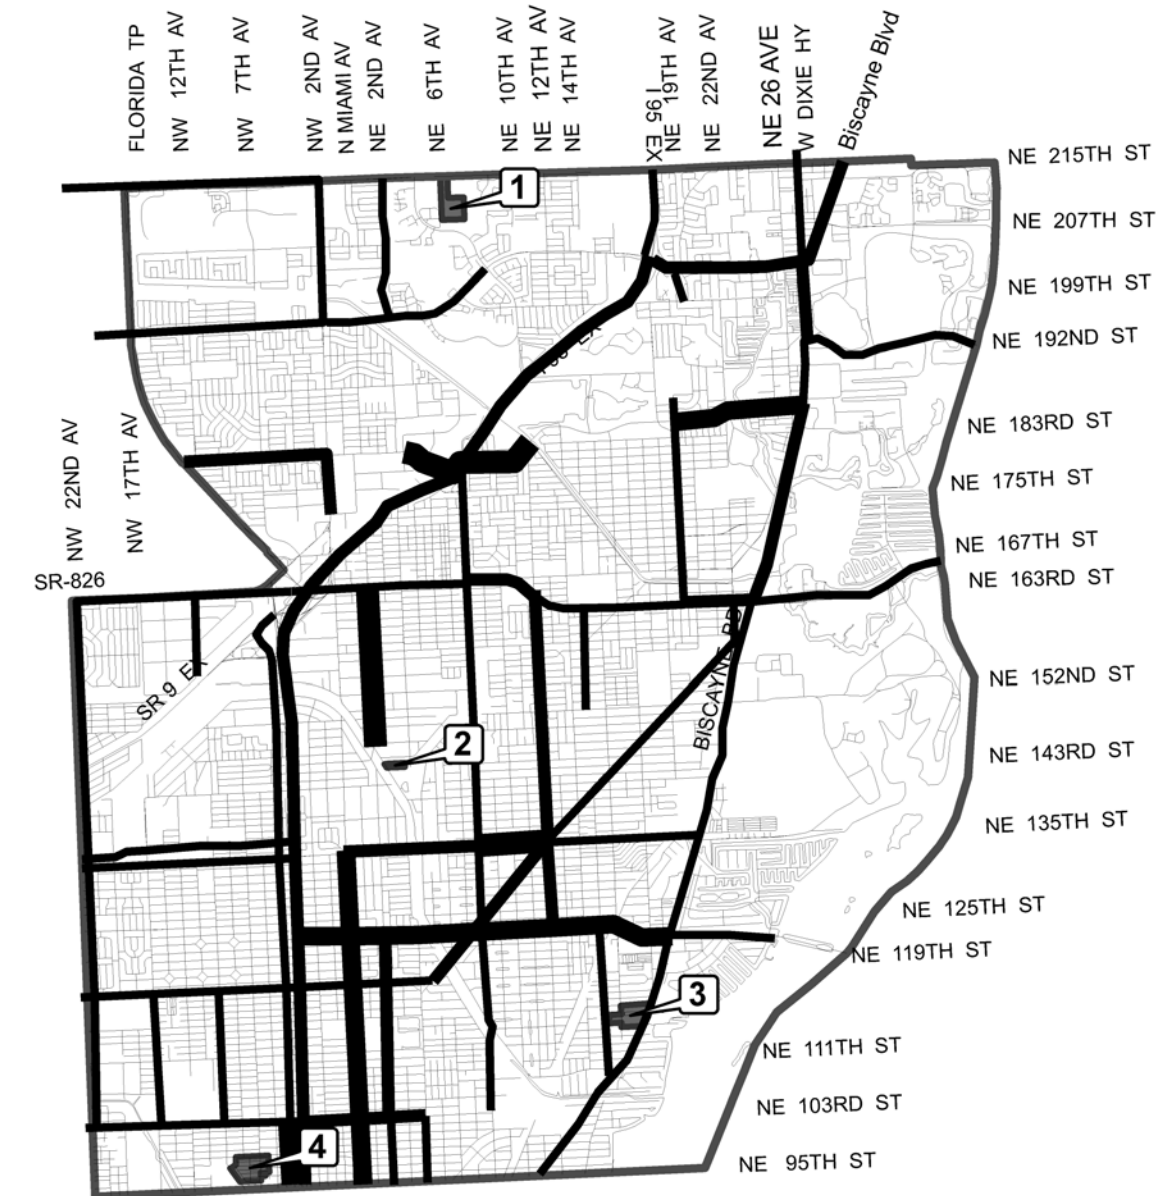 FLORIDA TP
NW 12TH AV
NW 7TH AV
NW 2ND AV
N MIAMI AV
NE 2ND AV
NE 6TH AV
NE 10TH AV
NE 12TH AV
NE 14TH AV
I 95 EX
NE 19TH AV
NE 22ND AV
NE 26 AVE
W DIXIE HY
Biscayne Blvd
NE 215TH ST
1
NE 207TH ST
NE 199TH ST
NE 192ND ST
NE 183RD ST
NW 22ND AV
NW 17TH AV
NE 175TH ST
NE 167TH ST
SR-826
NE 163RD ST
SR 9 EX
BISCAYNE BD
NE 152ND ST
2
NE 143RD ST
NE 135TH ST
NE 125TH ST
NE 119TH ST
3
NE 111TH ST
NE 103RD ST
4
NE 95TH ST